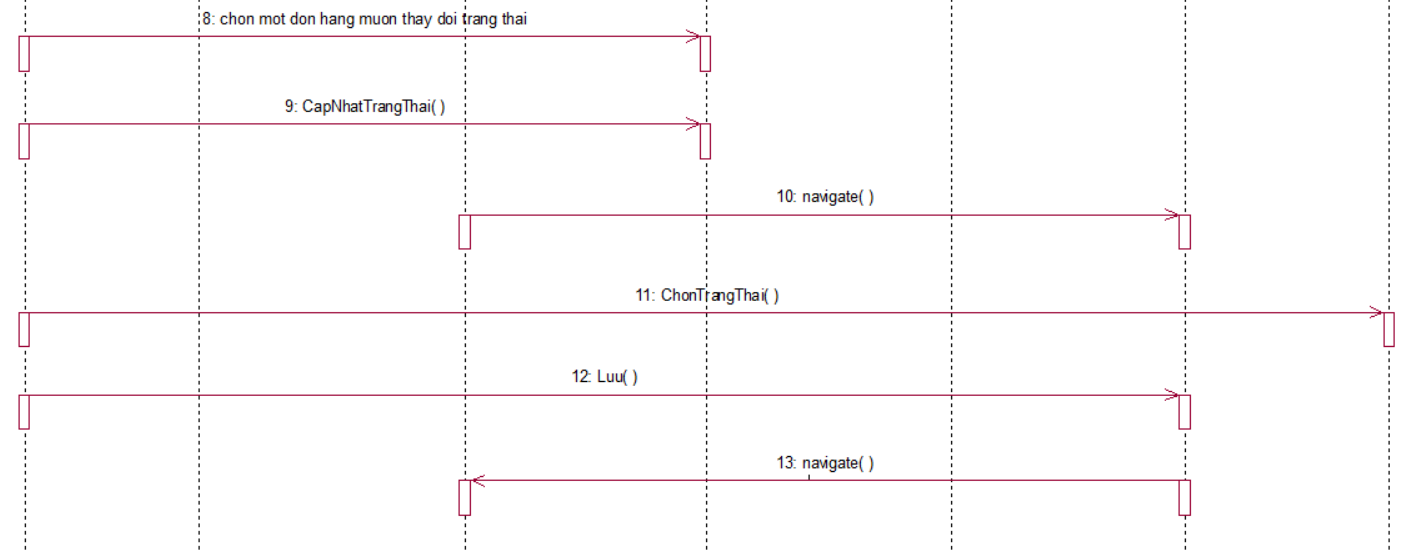 8: chon mot don hang muon thay doi trang thai
9: CapNhatTrangThai( )
10: navigate( )
11: ChonTrangThai( )
12: Luu( )
13: navigate( )